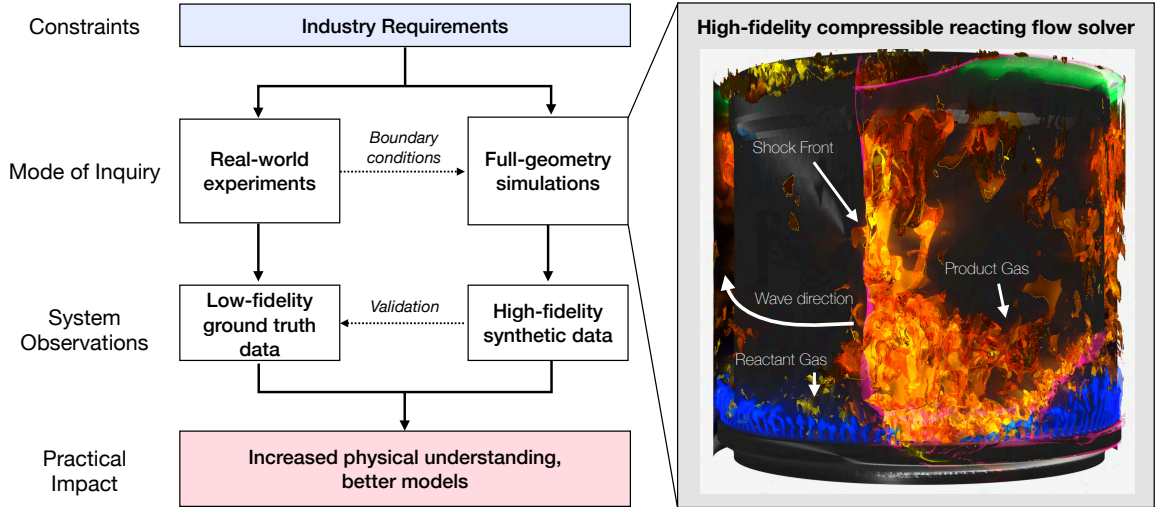 Constraints
Industry Requirements
Mode of Inquiry
Real-world
experiments
Boundary
conditions
Full-geometry
simulations
System
Observations
Low-fidelity
ground truth
data
Validation
High-fidelity
synthetic data
Practical
Impact
Increased physical understanding,
better models
High-fidelity compressible reacting flow solver
Shock Front
Product Gas
Wave direction
Reactant Gas